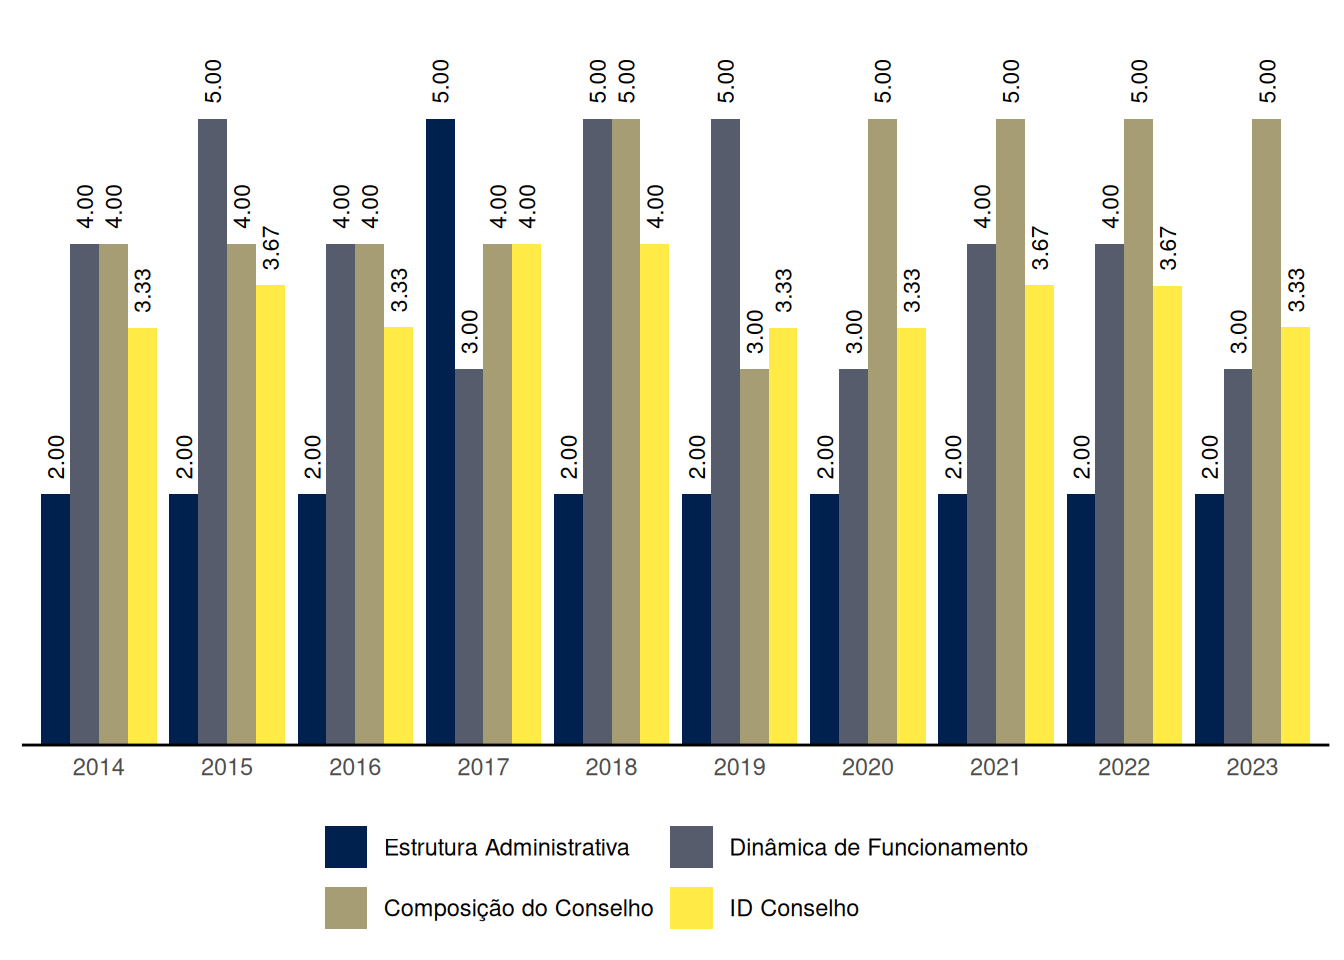 5.00 5.00 5.00 5.00 5.00 5.00 5.00 5.00 5.00
4.00 4.00 4.00 4.00 4.00 4.00 4.00 4.00 4.00 4.00
3.33 3.67 3.33 3.00 3.00 3.33 3.00 3.33 3.67 3.67 3.00 3.33
2.00 2.00 2.00 2.00 2.00 2.00 2.00 2.00 2.00
2014 2015 2016 2017 2018 2019 2020 2021 2022 2023
Estrutura Administrativa Dinâmica de Funcionamento
Composição do Conselho ID Conselho